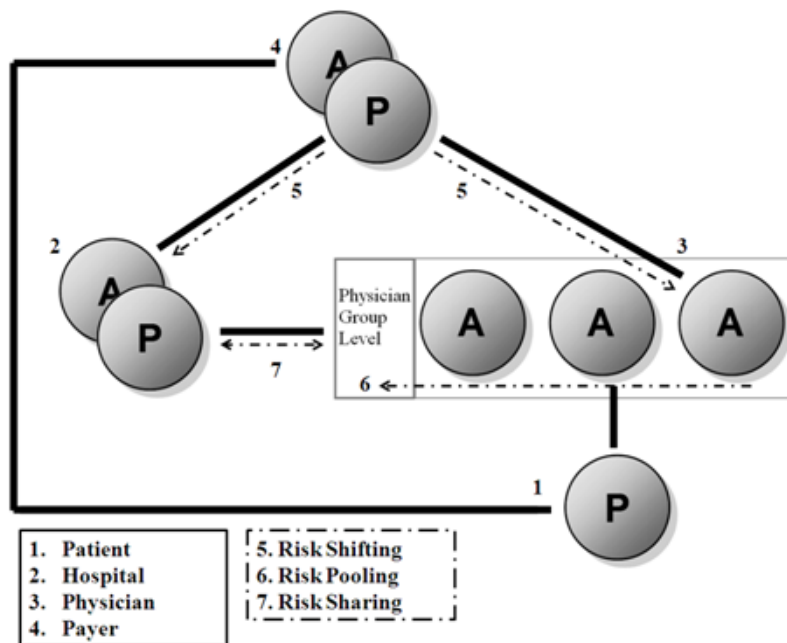 4
A
P
5
5
2
3
A
P
Physician
Group
Level
A
A
A
7
6
1
P
1. Patient
2. Hospital
3. Physician
4. Payer
5. Risk Shifting
6. Risk Pooling
7. Risk Sharing